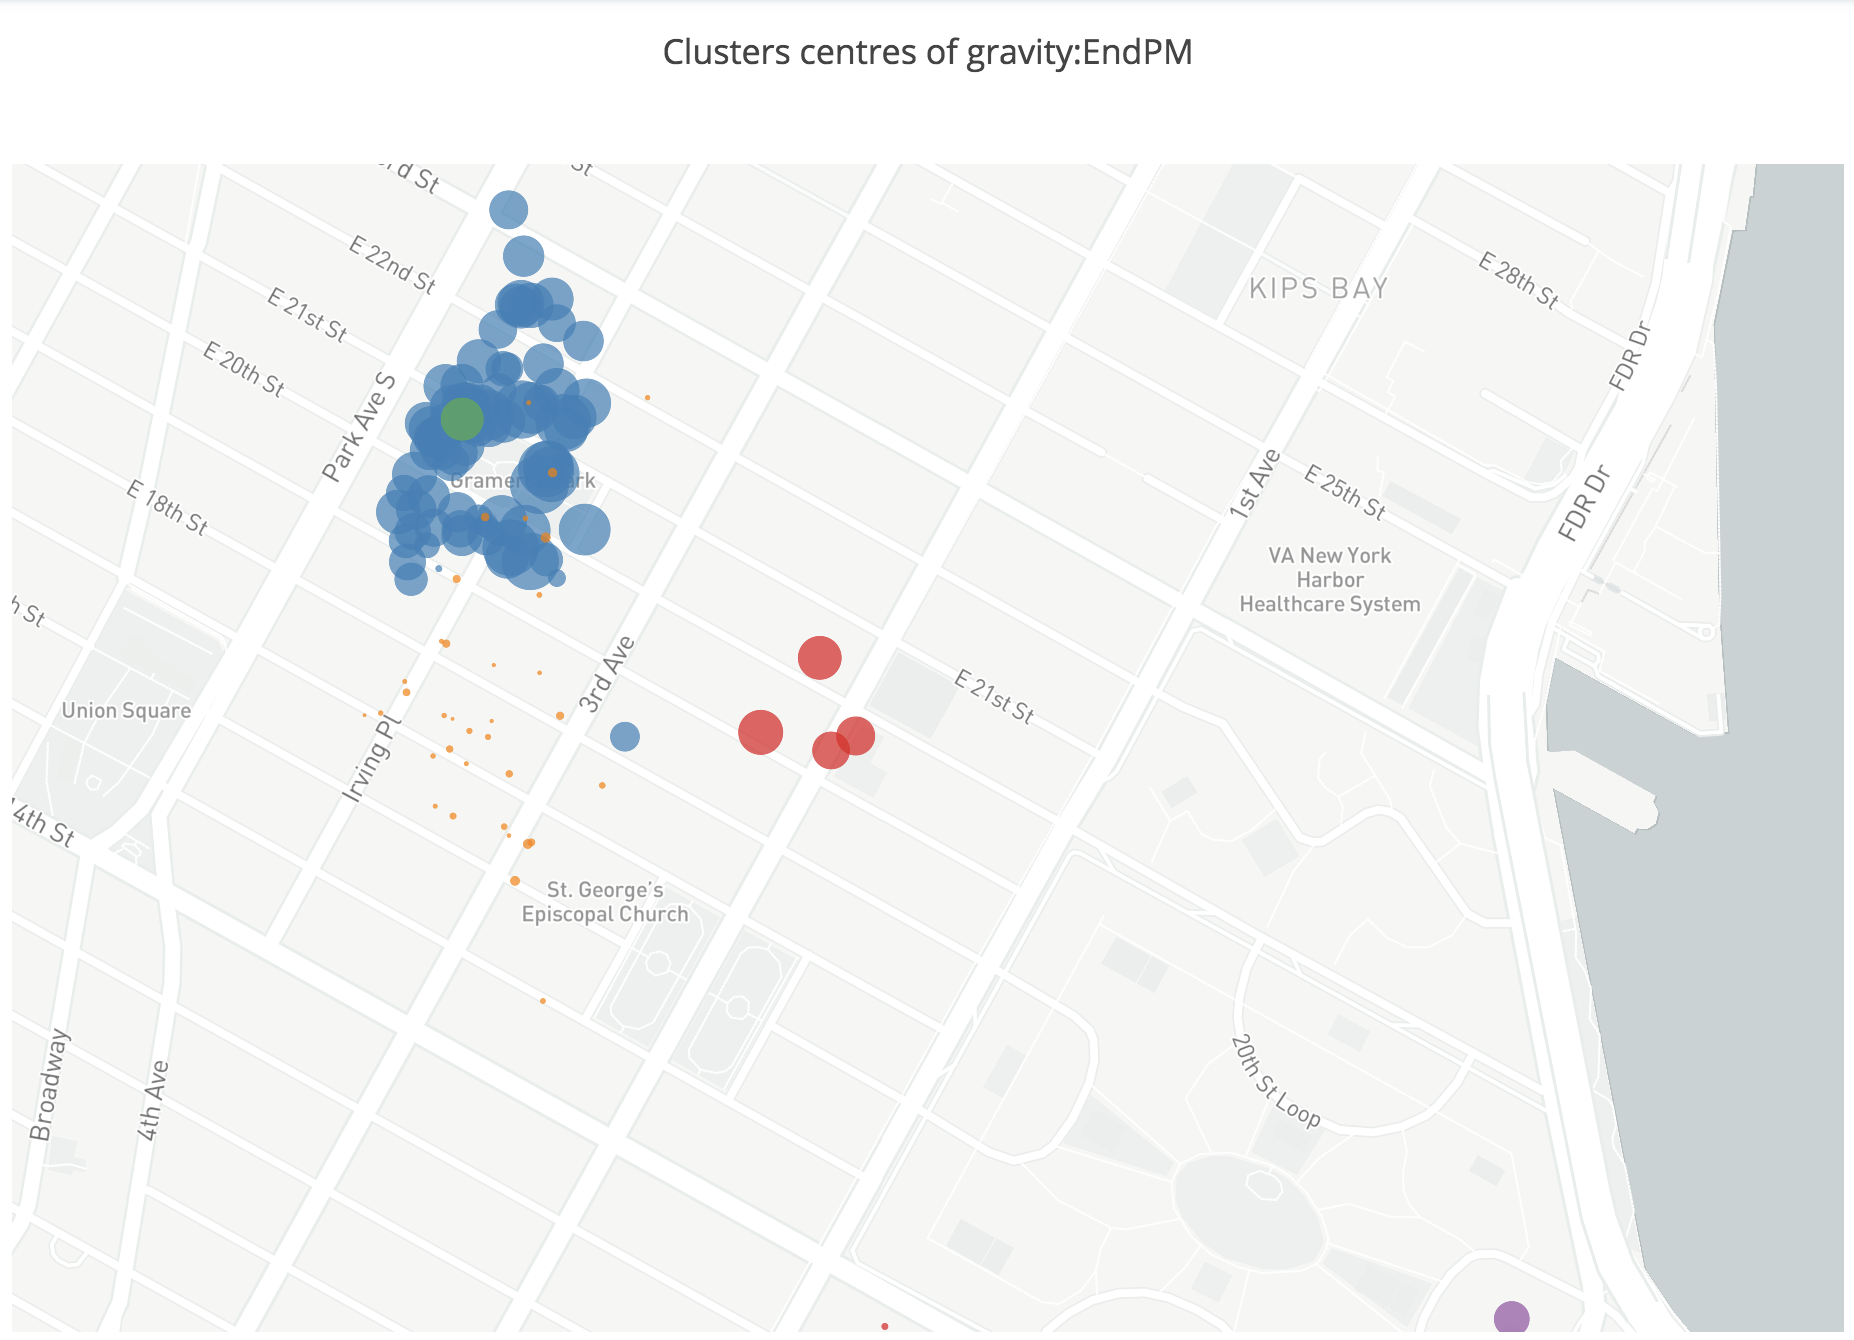 Clusters centres of gravity:EndPM
rd St
St
E 22nd St
E 21st St
E 20th St
Park Ave S
E 18th St
h St
Union Square
Irving Pl
4th St
3rd Ave
KIPS BAY
E 28th St
FDR Dr
FDR Dr
1st Ave
E 25th St
VA New York
Harbor
Healthcare System
E 21st St
St. George's
Episcopal Church
20th St Loop
Broadway
4th Ave